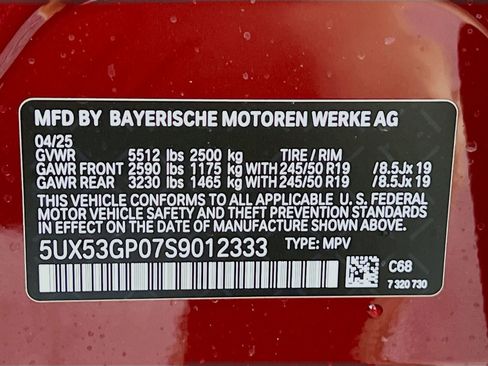 MFD BY BAYERISCHE MOTOREN WERKE AG
04/25
GVWR 5512 lbs 2500 kg TIRE / RIM
GAWR FRONT 2590 lbs 1175 kg WITH 245/50 R19 /8.5Jx 19
GAWR REAR 3230 lbs 1465 kg WITH 245/50 R19 /8.5Jx 19
THIS VEHICLE CONFORMS TO ALL APPLICABLE U. S. FEDERAL
MOTOR VEHICLE SAFETY AND THEFT PREVENTION STANDARDS
IN EFFECT ON THE DATE OF MANUFACTURE SHOWN ABOVE.
5UX53GP07S9012333 TYPE: MPV
C68
7 320 730